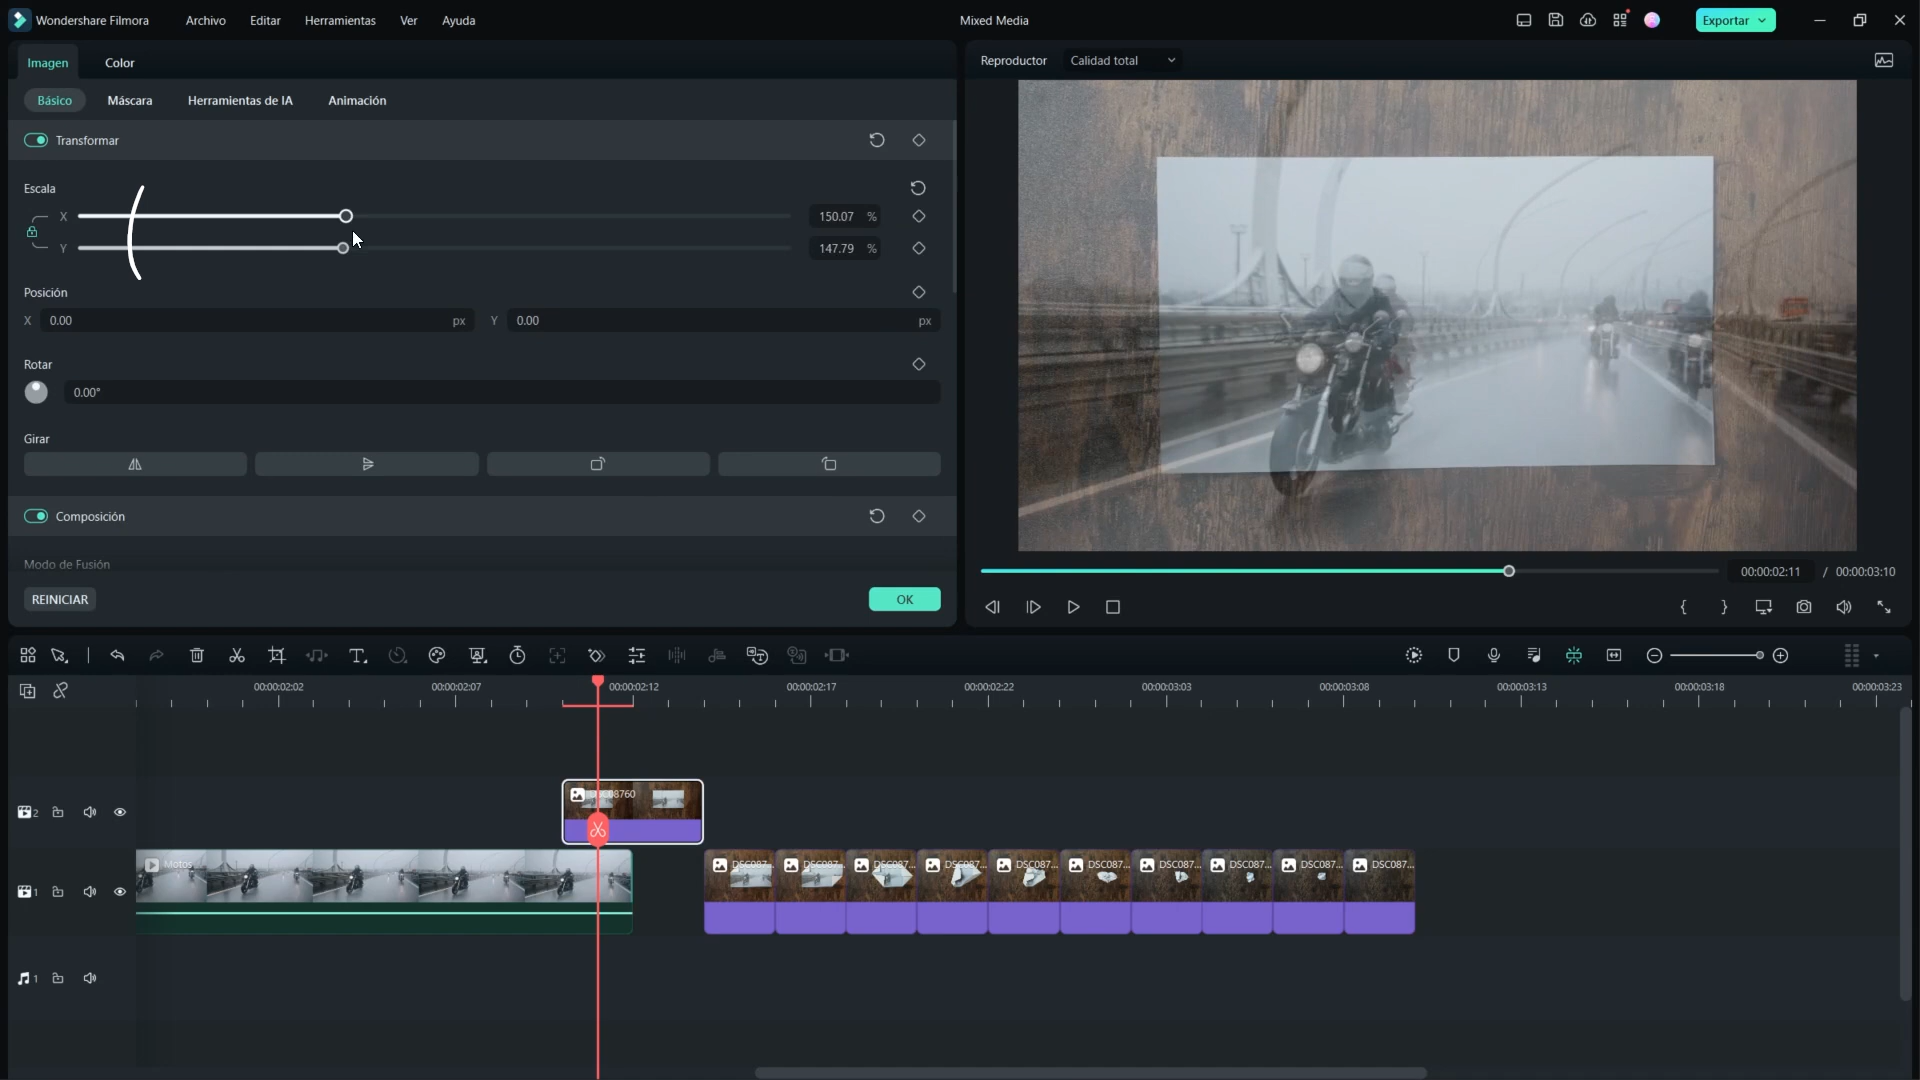 Wondershare Filmora Archivo Editar Herramientas Ver Ayuda Mixed Media Exportar
Imagen Color
Reproductor Calidad total
Básico Máscara Herramientas de IA Animación
Transformar
Escala
X 150.07 %
Y 147.79 %
Posición
X 0.00 px Y 0.00 px
Rotar
0.00°
Girar
Composición
Modo de Fusión
REINICIAR OK
00:00:02:11 / 00:00:03:10
00:00:02:02 00:00:02:07 00:00:02:12 00:00:02:17 00:00:02:22 00:00:03:03 00:00:03:08 00:00:03:13 00:00:03:18 00:00:03:23
2
Motos
DSC087... DSC087... DSC087... DSC087... DSC087... DSC087... DSC087... DSC087... DSC087... DSC087...
1
1